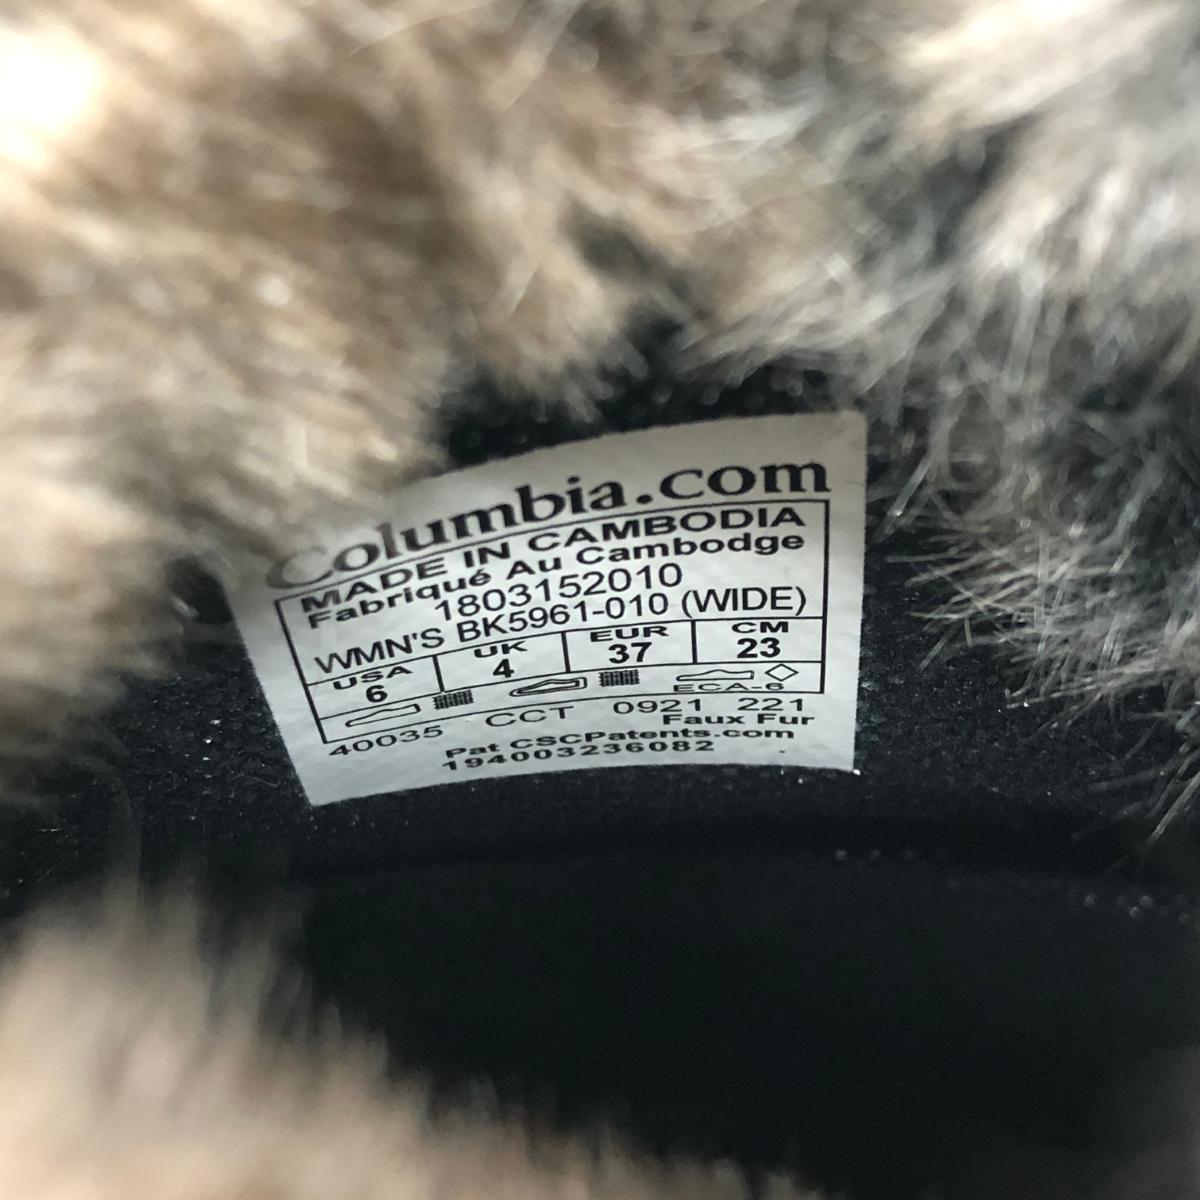 Columbia.com
MADE IN CAMBODIA
Fabriqué Au Cambodge
1803152010
WMN'S BK5961-010 (WIDE)
USA UK EUR CM
6 4 37 23
ECA-6
40035 CCT 0921 221
Faux Fur
Pat CSCPatents.com
194003236082